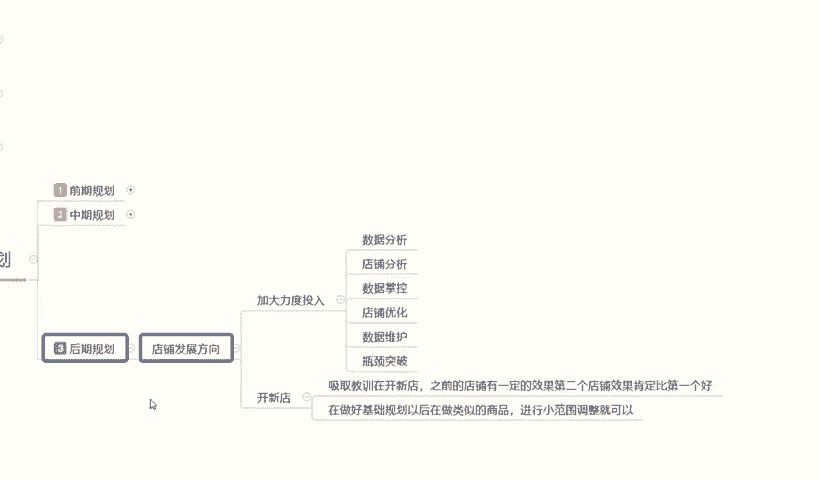 1 前期规划
2 中期规划
划
数据分析
店铺分析
数据掌控
店铺优化
数据维护
瓶颈突破
加大力度投入
3 后期规划
店铺发展方向
开新店
吸取教训在开新店，之前的店铺有一定的效果第二个店铺效果肯定比第一个好
在做好基础规划以后在做类似的商品，进行小范围调整就可以